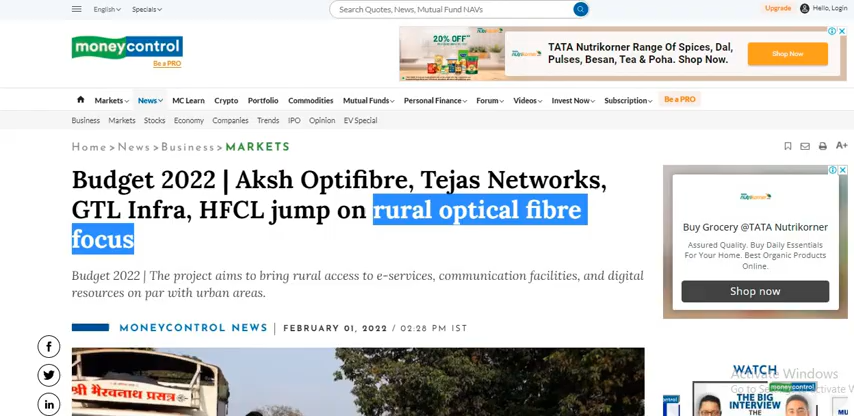 English Specials Search Quotes, News, Mutual Fund NAVs Upgrade Hello, Login
moneycontrol
Be a PRO
20% OFF*
TATA Nutrikorner Range Of Spices, Dal,
Pulses, Besan, Tea & Poha. Shop Now.
Shop Now
Markets News MC Learn Crypto Portfolio Commodities Mutual Funds Personal Finance Forum Videos Invest Now Subscription Be a PRO
Business Markets Stocks Economy Companies Trends IPO Opinion EV Special
Home > News > Business > MARKETS
A+
Budget 2022 | Aksh Optifibre, Tejas Networks,
GTL Infra, HFCL jump on rural optical fibre
focus
Budget 2022 | The project aims to bring rural access to e-services, communication facilities, and digital
resources on par with urban areas.
MONEYCONTROL NEWS | FEBRUARY 01, 2022 / 02:28 PM IST
Buy Grocery @TATA Nutrikorner
Assured Quality. Buy Daily Essentials
For Your Home. Best Organic Products
Online.
Shop now
श्री भैरवनाथ प्रसन्न
WATCH
Activate Windows
moneycontrol
THE BIG
INTERVIEW